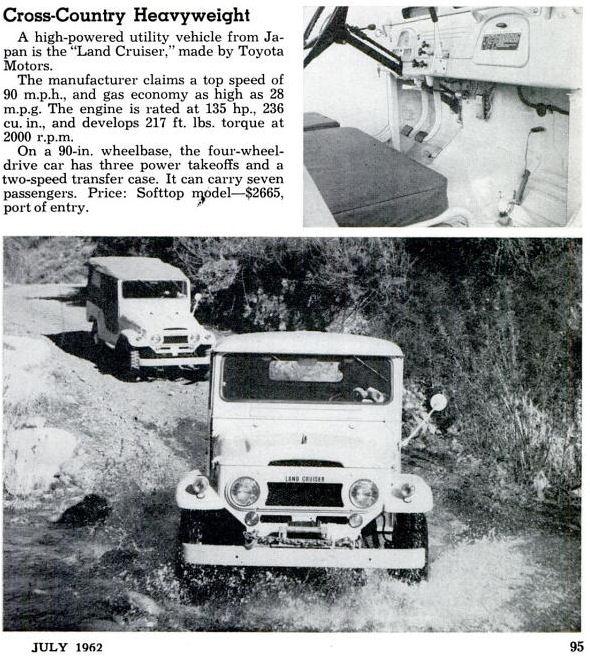 Cross-Country Heavyweight
A high-powered utility vehicle from Ja-
pan is the "Land Cruiser," made by Toyota
Motors.
The manufacturer claims a top speed of
90 m.p.h., and gas economy as high as 28
m.p.g. The engine is rated at 135 hp., 236
cu. in., and develops 217 ft. lbs. torque at
2000 r.p.m.
On a 90-in. wheelbase, the four-wheel-
drive car has three power takeoffs and a
two-speed transfer case. It can carry seven
passengers. Price: Softtop model—$2665,
port of entry.
LAND CRUISER
JULY 1962
95